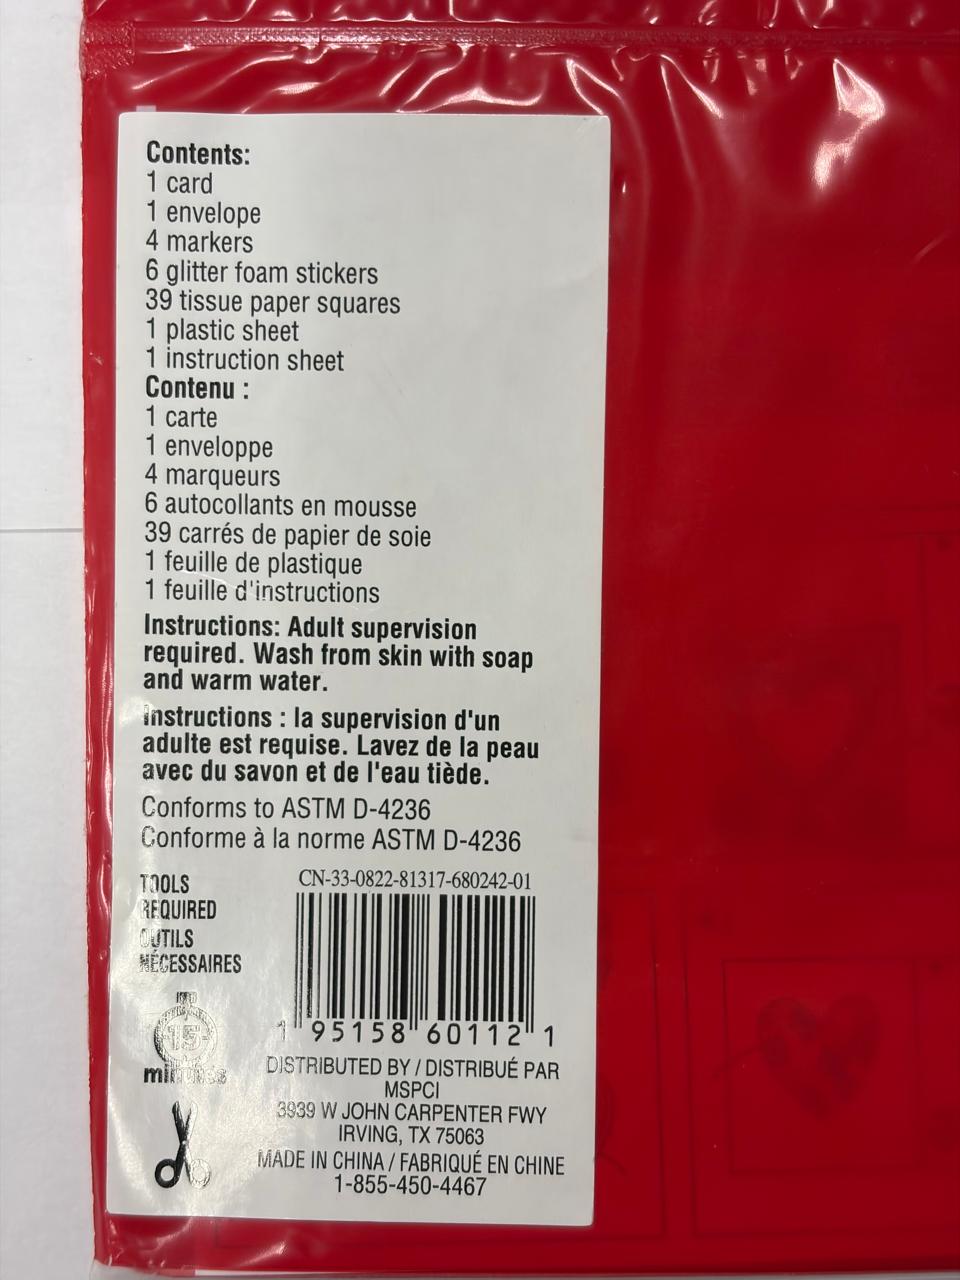 Contents:
1 card
1 envelope
4 markers
6 glitter foam stickers
39 tissue paper squares
1 plastic sheet
1 instruction sheet
Contenu :
1 carte
1 enveloppe
4 marqueurs
6 autocollants en mousse
39 carrés de papier de soie
1 feuille de plastique
1 feuille d'instructions
Instructions: Adult supervision
required. Wash from skin with soap
and warm water.
Instructions : la supervision d'un
adulte est requise. Lavez de la peau
avec du savon et de l'eau tiède.
Conforms to ASTM D-4236
Conforme à la norme ASTM D-4236
TOOLS
REQUIRED
OUTILS
NÉCESSAIRES
15
minutes
CN-33-0822-81317-680242-01
1 95158 60112 1
DISTRIBUTED BY / DISTRIBUÉ PAR
MSPCI
3939 W JOHN CARPENTER FWY
IRVING, TX 75063
MADE IN CHINA / FABRIQUÉ EN CHINE
1-855-450-4467